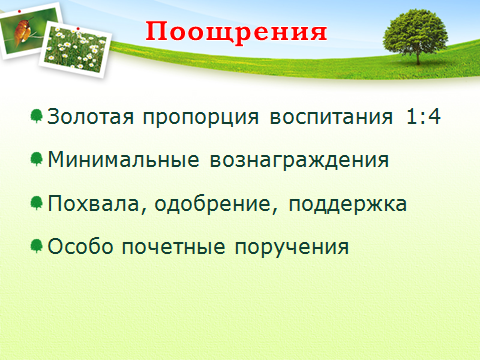 Поощрения
Золотая пропорция воспитания 1:4
Минимальные вознаграждения
Похвала, одобрение, поддержка
Особо почетные поручения